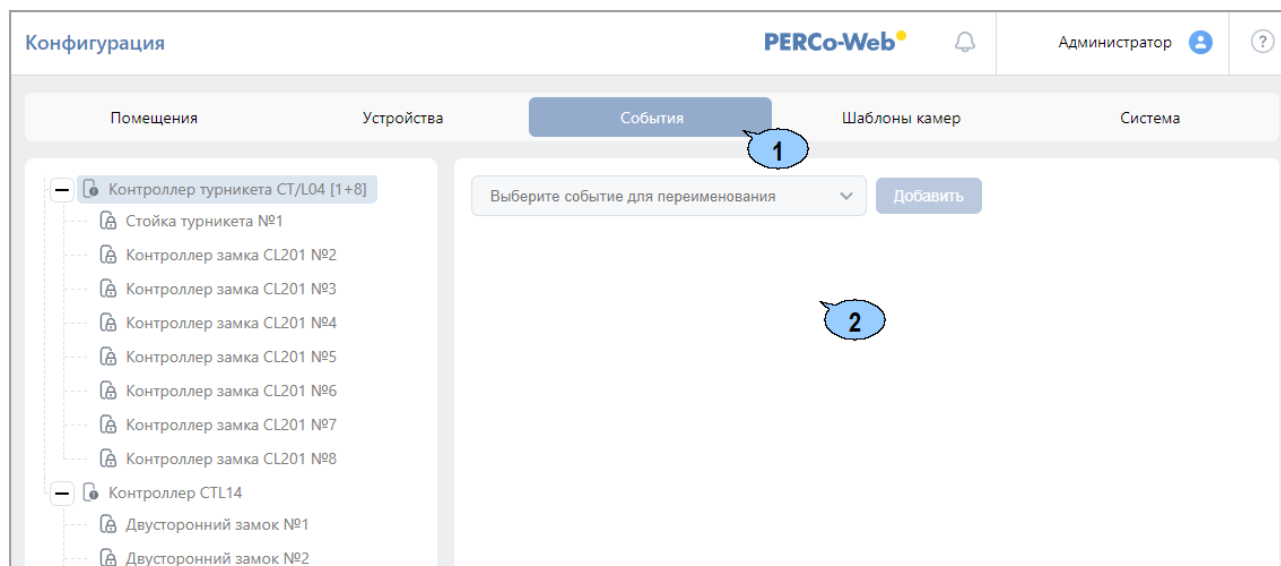 Конфигурация
PERCo-Web
Администратор
?
Помещения
Устройства
События
Шаблоны камер
Система
1
Контроллер турникета CT/L04 [1+8]
Выберите событие для переименования
Добавить
Стойка турникета №1
Контроллер замка CL201 №2
Контроллер замка CL201 №3
Контроллер замка CL201 №4
2
Контроллер замка CL201 №5
Контроллер замка CL201 №6
Контроллер замка CL201 №7
Контроллер замка CL201 №8
Контроллер CTL14
Двусторонний замок №1
Двусторонний замок №2